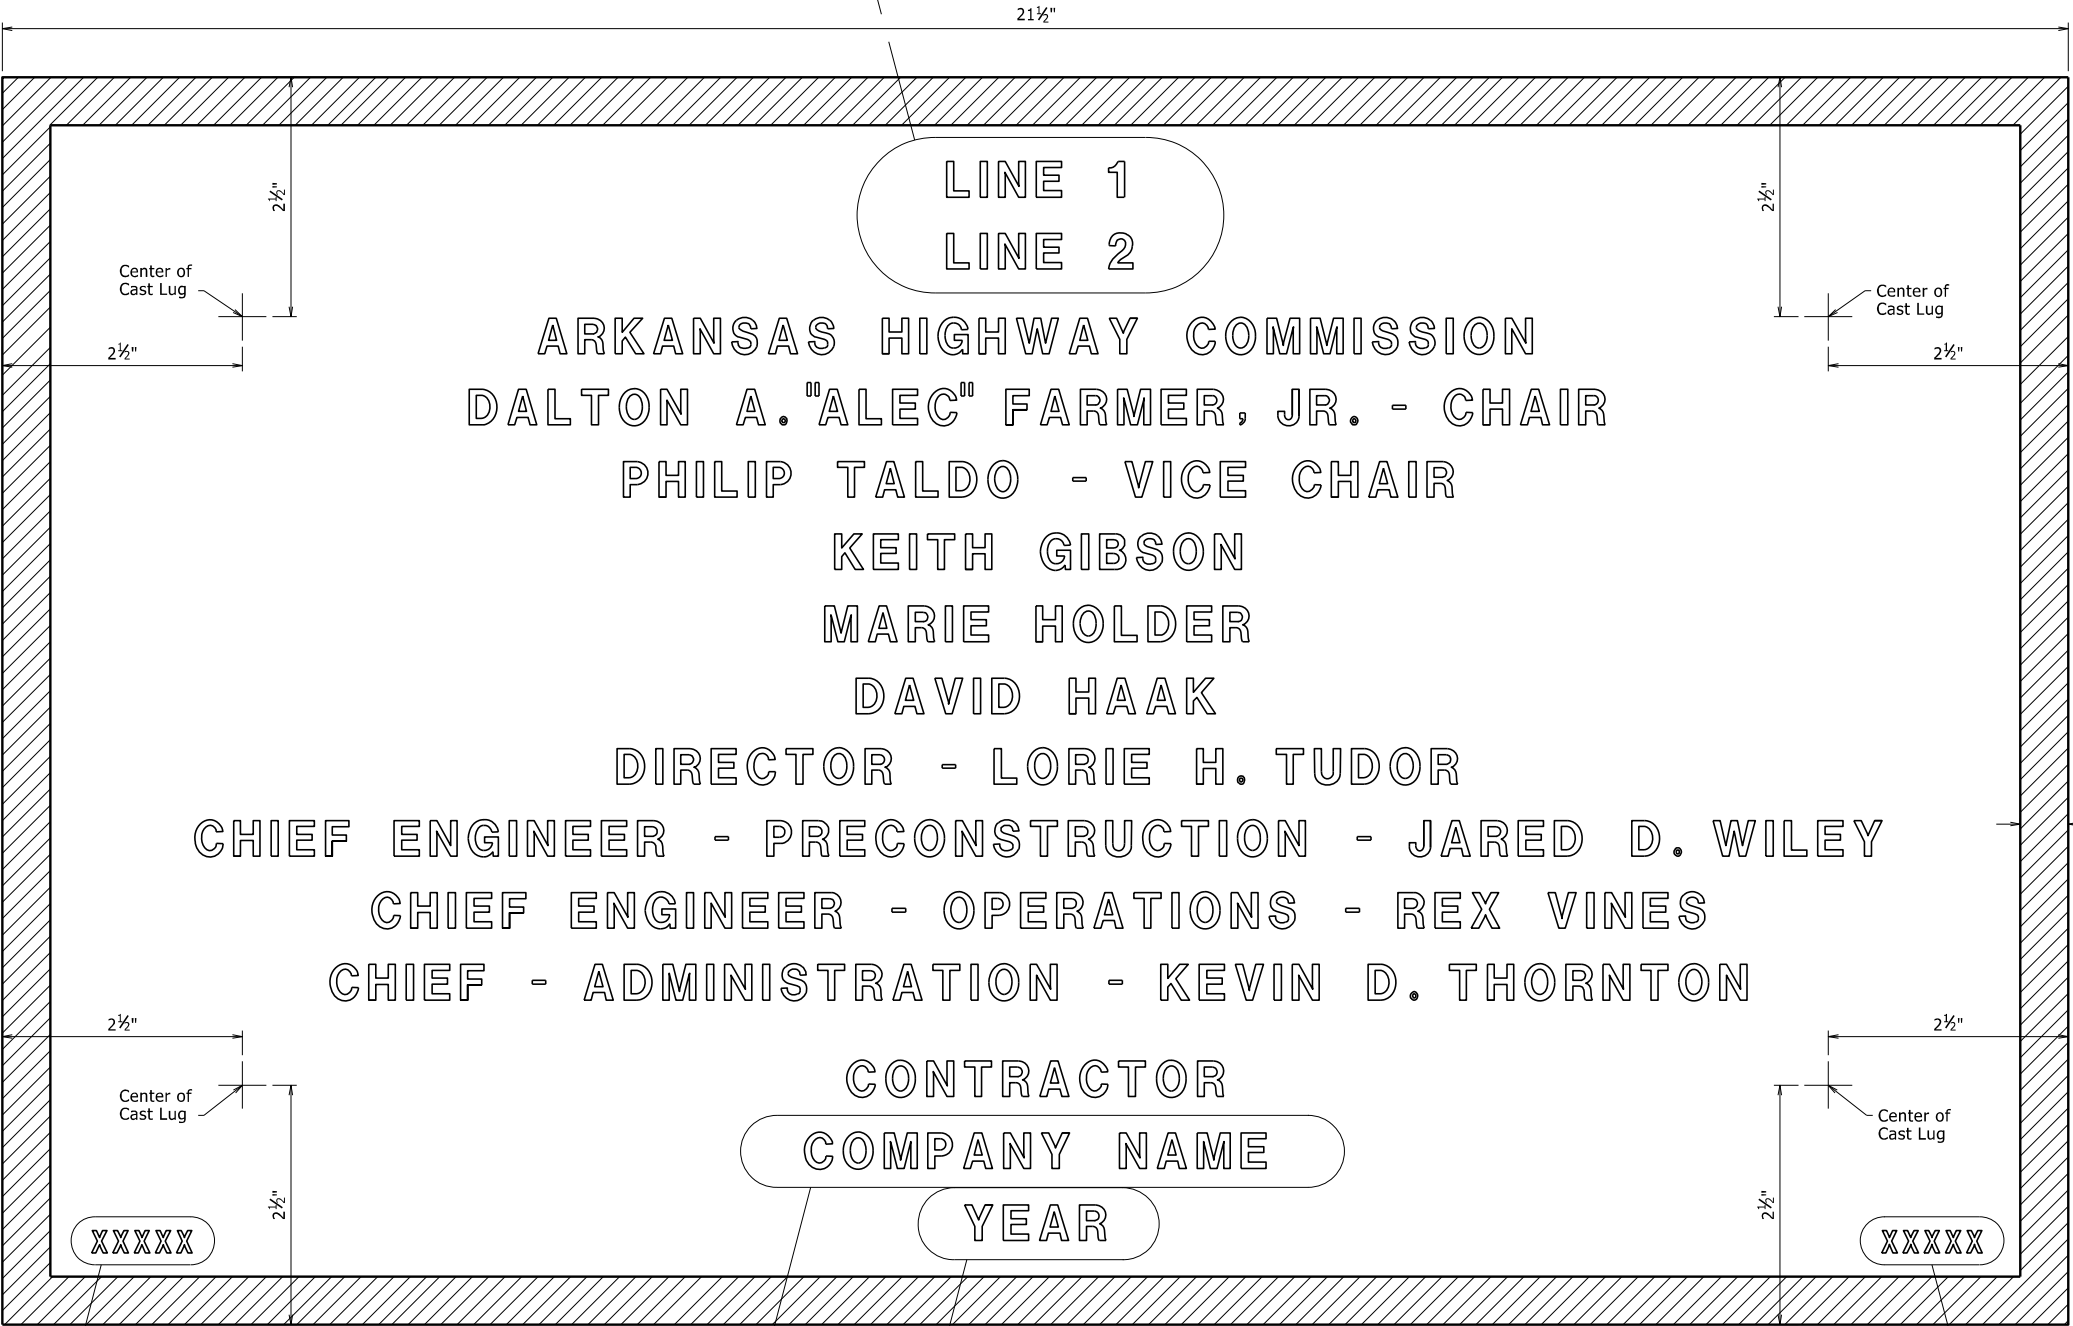 21½"
LINE 1
LINE 2
2½"
2½"
Center of
Cast Lug
Center of
Cast Lug
2½"
2½"
ARKANSAS HIGHWAY COMMISSION
DALTON A. "ALEC" FARMER, JR. - CHAIR
PHILIP TALDO - VICE CHAIR
KEITH GIBSON
MARIE HOLDER
DAVID HAAK
DIRECTOR - LORIE H. TUDOR
CHIEF ENGINEER - PRECONSTRUCTION - JARED D. WILEY
CHIEF ENGINEER - OPERATIONS - REX VINES
CHIEF - ADMINISTRATION - KEVIN D. THORNTON
2½"
2½"
Center of
Cast Lug
Center of
Cast Lug
CONTRACTOR
COMPANY NAME
2½"
2½"
YEAR
XXXXX
XXXXX